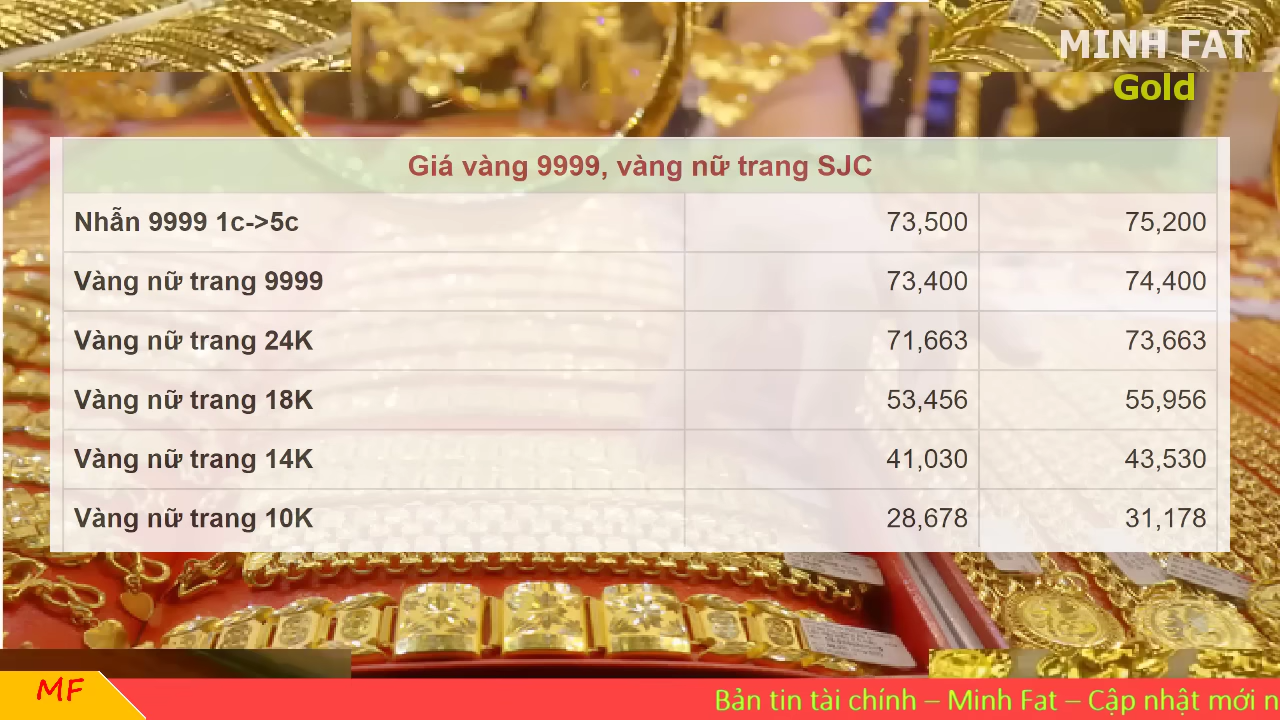 MINH FAT
Gold
Giá vàng 9999, vàng nữ trang SJC
Nhẫn 9999 1c->5c 73,500 75,200
Vàng nữ trang 9999 73,400 74,400
Vàng nữ trang 24K 71,663 73,663
Vàng nữ trang 18K 53,456 55,956
Vàng nữ trang 14K 41,030 43,530
Vàng nữ trang 10K 28,678 31,178
MF
Bản tin tài chính – Minh Fat – Cập nhật mới n